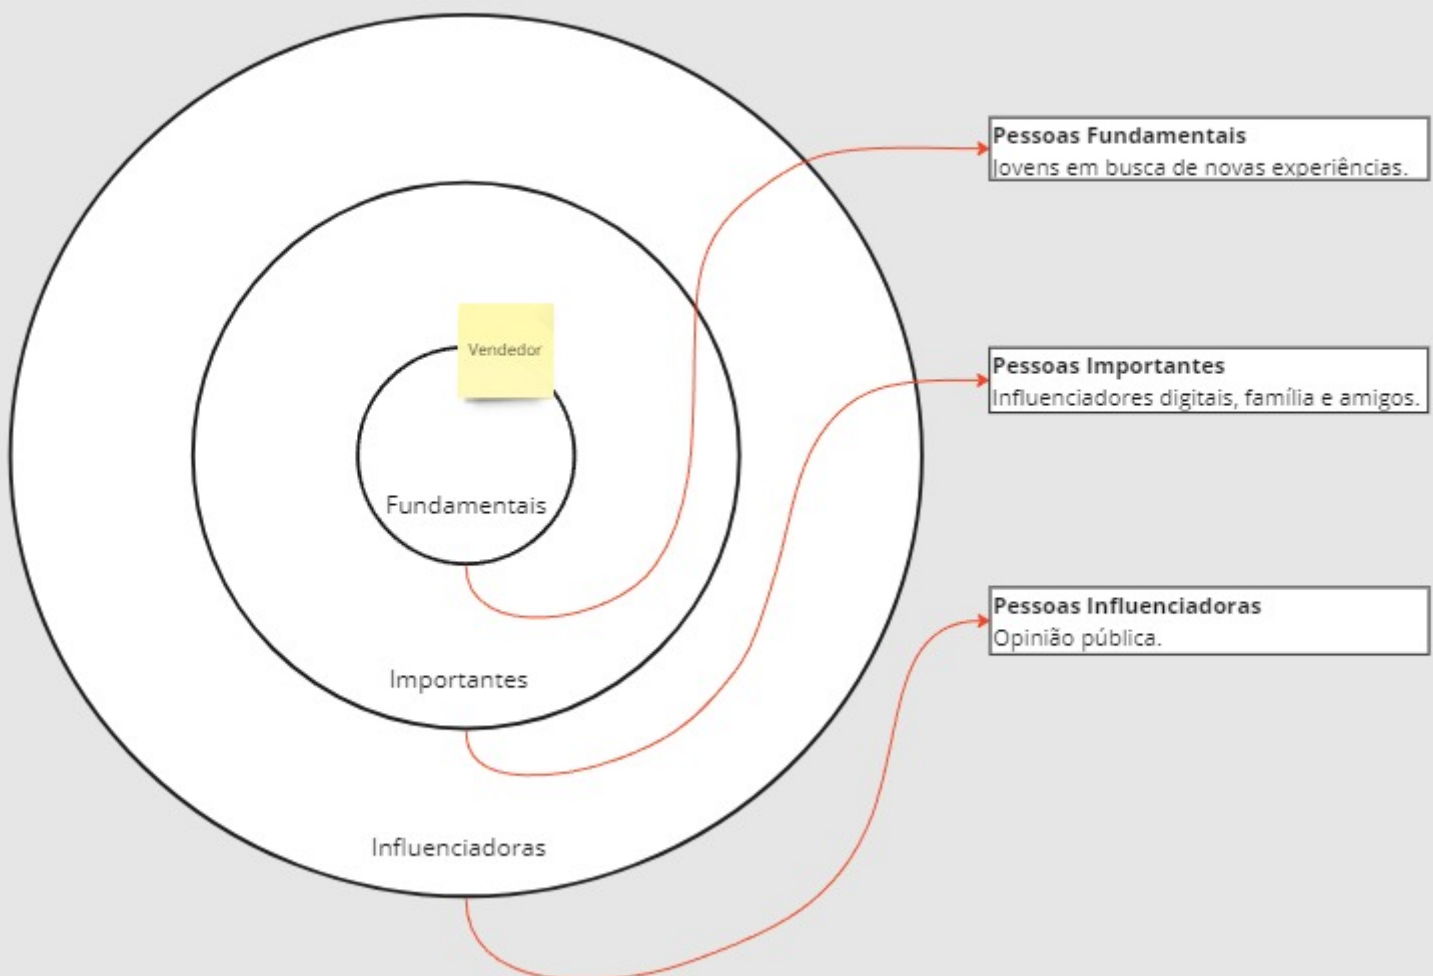 Vendedor
Fundamentais
Importantes
Influenciadoras
Pessoas Fundamentais
Jovens em busca de novas experiências.
Pessoas Importantes
Influenciadores digitais, família e amigos.
Pessoas Influenciadoras
Opinião pública.